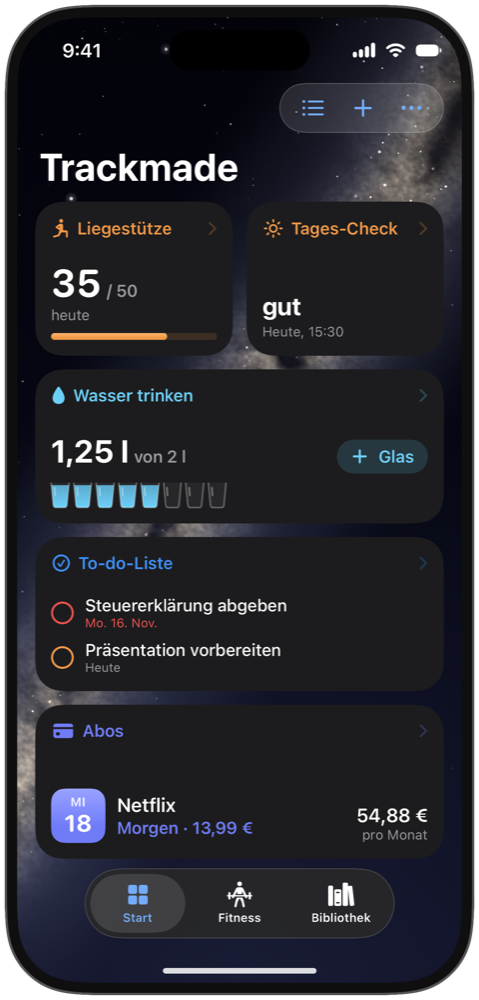 9:41
Trackmade
Liegestütze
35 / 50
heute
Tages-Check
gut
Heute, 15:30
Wasser trinken
1,25 l von 2 l
+ Glas
To-do-Liste
Steuererklärung abgeben
Mo. 16. Nov.
Präsentation vorbereiten
Heute
Abos
MI
18
Netflix
Morgen · 13,99 €
54,88 €
pro Monat
Start
Fitness
Bibliothek